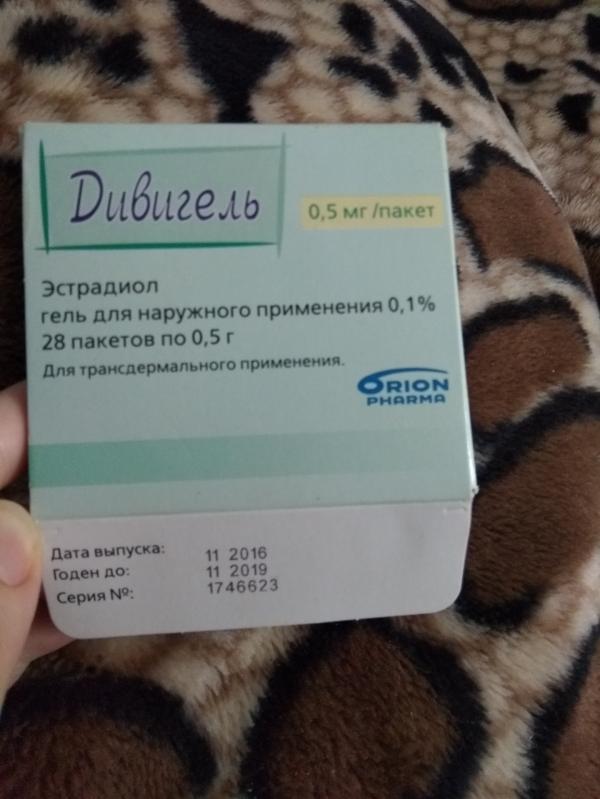 Дивигель
0,5 мг/пакет
Эстрадиол
гель для наружного применения 0,1%
28 пакетов по 0,5 г
Для трансдермального применения.
ORION
PHARMA
Дата выпуска: 11 2016
Годен до: 11 2019
Серия №: 1746623